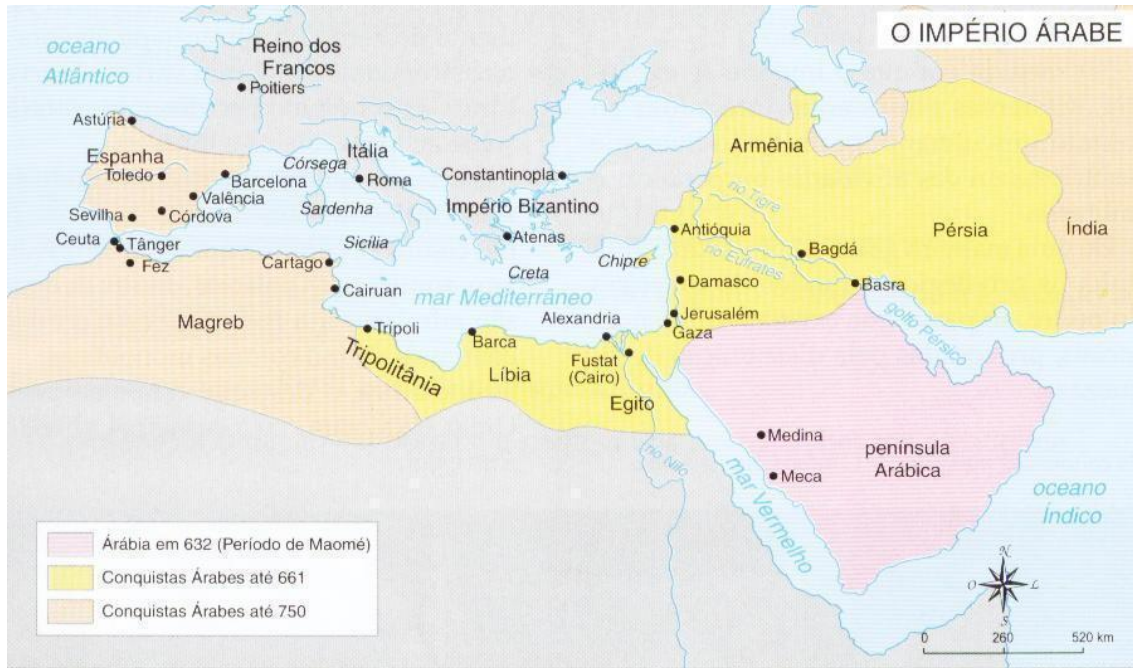 O IMPÉRIO ÁRABE
oceano
Atlântico
Reino dos
Francos
Poitiers
Astúria
Espanha
Toledo
Barcelona
Valência
Sevilha
Córdova
Ceuta
Tânger
Fez
Córsega
Itália
Roma
Sardenha
Sicilia
Constantinopla
Império Bizantino
Atenas
Creta
Chipre
Armênia
rio Tigre
Antióquia
rio Eufrates
Bagdá
Pérsia
Índia
Damasco
Basra
Jerusalém
Gaza
golfo Pérsico
Cartago
Cairuan
mar Mediterrâneo
Magreb
Trípoli
Tripolitânia
Barca
Líbia
Alexandria
Fustat
(Cairo)
Egito
rio Nilo
mar Vermelho
Medina
Meca
península
Arábica
oceano
Índico
Árábia em 632 (Período de Maomé)
Conquistas Árabes até 661
Conquistas Árabes até 750
N
O
L
S
0 260 520 km